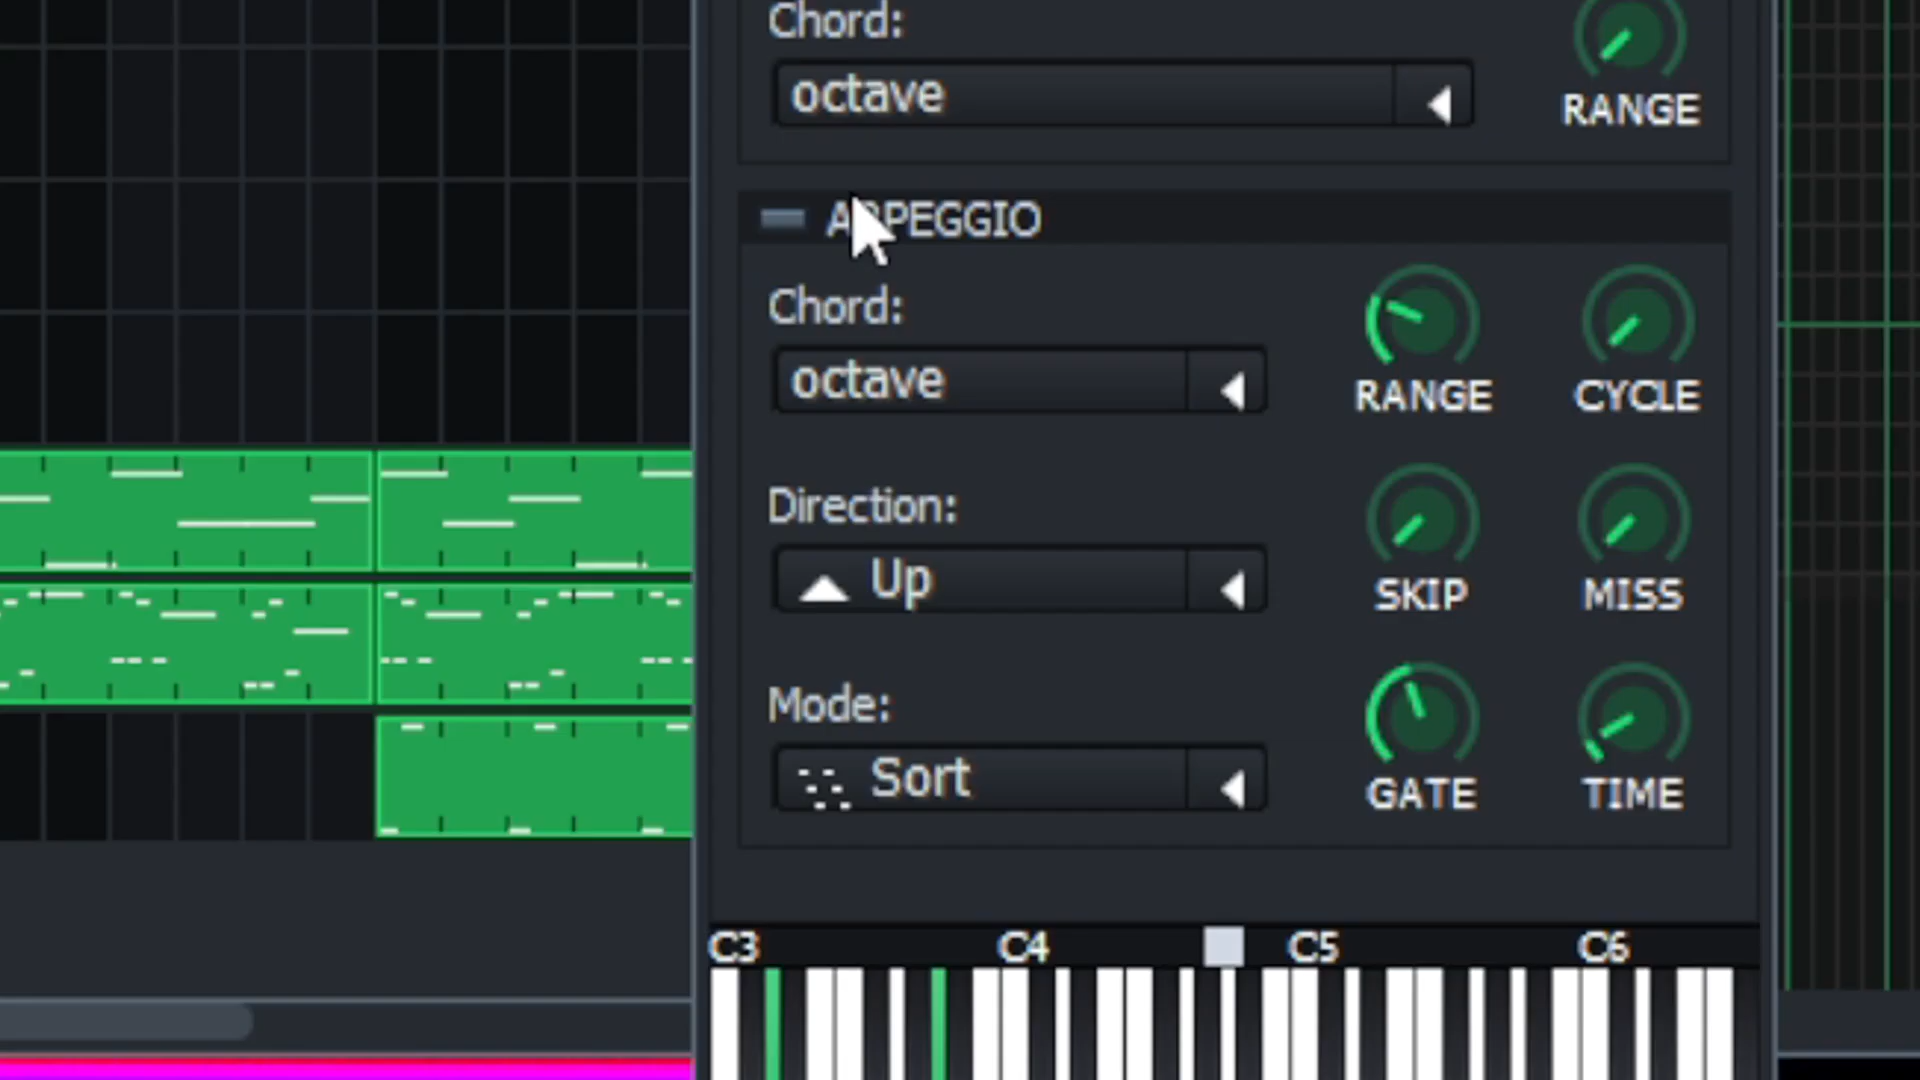 Chord:
octave
RANGE
ARPEGGIO
Chord:
octave
RANGE
CYCLE
Direction:
Up
SKIP
MISS
Mode:
Sort
GATE
TIME
C3
C4
C5
C6